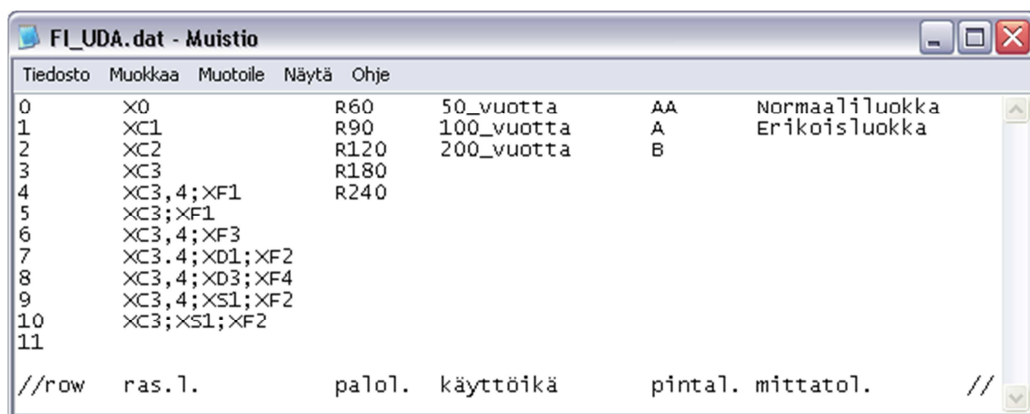 FI_UDA.dat - Muistio
Tiedosto Muokkaa Muotoile Näytä Ohje
0 X0 R60 50_vuotta AA Normaaliluokka
1 XC1 R90 100_vuotta A Erikoisluokka
2 XC2 R120 200_vuotta B
3 XC3 R180
4 XC3,4;XF1 R240
5 XC3;XF1
6 XC3,4;XF3
7 XC3.4;XD1;XF2
8 XC3,4;XD3;XF4
9 XC3,4;XS1;XF2
10 XC3;XS1;XF2
11
//row ras.l. palol. käyttöikä pintal. mittatol. //